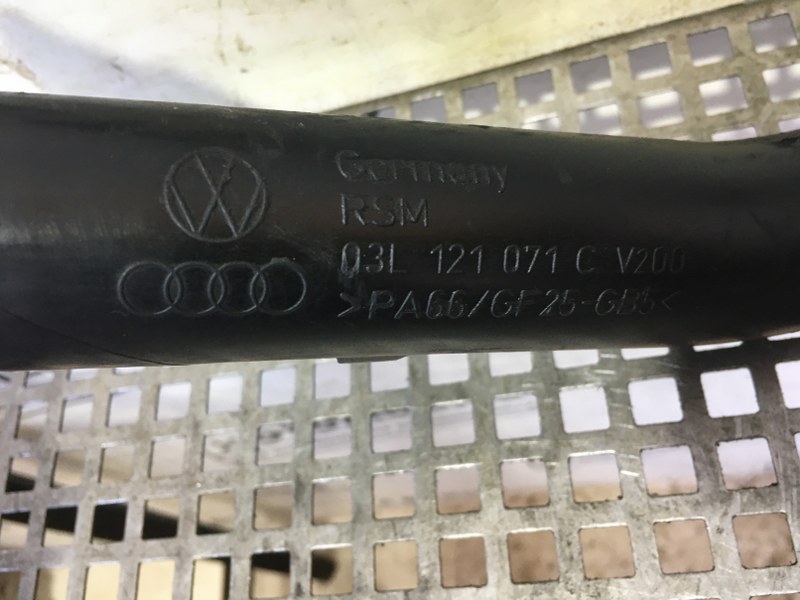 Germany
RSM
03L 121 071 C V200
>PA66/GF25-GB5<